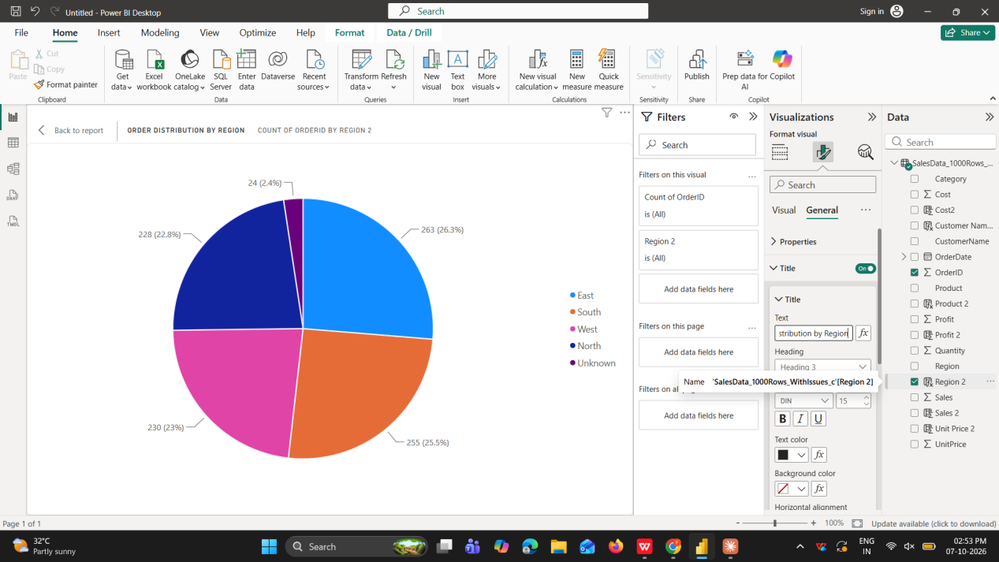 Untitled - Power BI Desktop
Search
Sign in
File
Home
Insert
Modeling
View
Optimize
Help
Format
Data / Drill
Share
Paste
Cut
Copy
Format painter
Clipboard
Get data
Excel workbook
OneLake catalog
SQL Server
Enter data
Dataverse
Recent sources
Data
Transform data
Refresh
Queries
New visual
Text box
More visuals
Insert
New visual calculation
New measure
Quick measure
Calculations
Sensitivity
Sensitivity
Publish
Share
Prep data for AI
Copilot
Copilot
Back to report
ORDER DISTRIBUTION BY REGION
COUNT OF ORDERID BY REGION 2
24 (2.4%)
228 (22.8%)
263 (26.3%)
230 (23%)
255 (25.5%)
East
South
West
North
Unknown
Filters
Search
Filters on this visual
Count of OrderID
is (All)
Region 2
is (All)
Add data fields here
Filters on this page
Add data fields here
Filters on al
Add data fields here
Visualizations
Format visual
Search
Visual
General
Properties
Title
On
Title
Text
stribution by Region
Heading
Heading 3
Name 'SalesData_1000Rows_WithIssues_c'[Region 2]
DIN
15
B
I
U
Text color
Background color
Horizontal alignment
Data
Search
SalesData_1000Rows_...
Category
Cost
Cost2
Customer Nam...
CustomerName
OrderDate
OrderID
Product
Product 2
Profit
Profit 2
Quantity
Region
Region 2
Sales
Sales 2
Unit Price 2
UnitPrice
DAX
TMDL
Page 1 of 1
100%
Update available (click to download)
32°C
Partly sunny
Search
ENG
IN
02:53 PM
07-10-2026